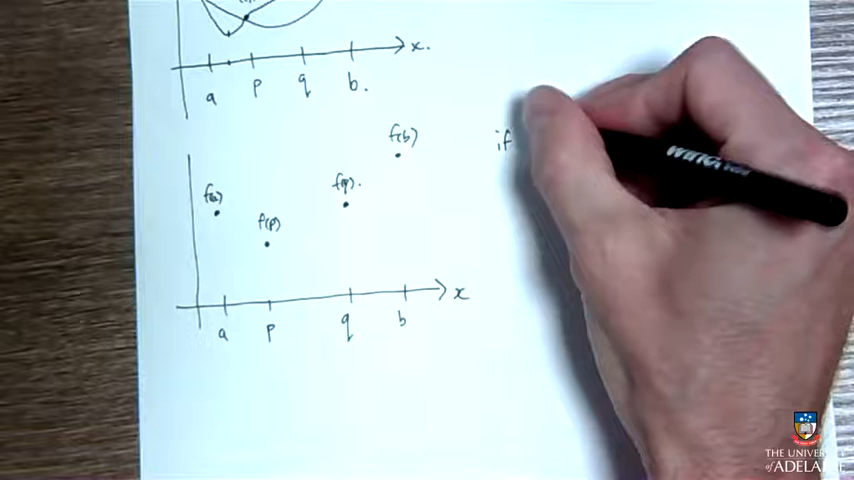 x.
a p q b.
f(b)
if
f(a) f(p) f(q).
x
a p q b
THE UNIVERSITY
of ADELAIDE